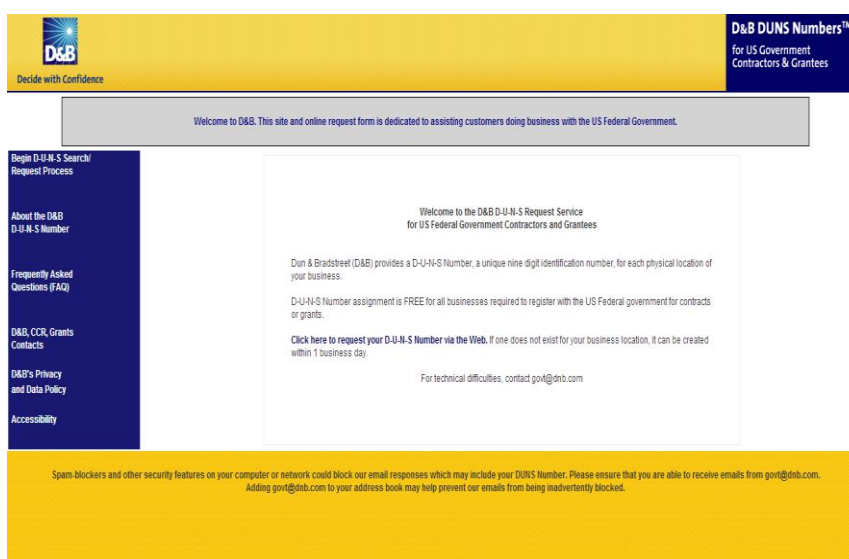 D&B
Decide with Confidence
D&B DUNS Numbers™
for US Government
Contractors & Grantees
Welcome to D&B. This site and online request form is dedicated to assisting customers doing business with the US Federal Government.
Begin D-U-N-S Search/
Request Process
About the D&B
D-U-N-S Number
Frequently Asked
Questions (FAQ)
D&B, CCR, Grants
Contacts
D&B's Privacy
and Data Policy
Accessibility
Welcome to the D&B D-U-N-S Request Service
for US Federal Government Contractors and Grantees
Dun & Bradstreet (D&B) provides a D-U-N-S Number, a unique nine digit identification number, for each physical location of
your business.
D-U-N-S Number assignment is FREE for all businesses required to register with the US Federal government for contracts
or grants.
Click here to request your D-U-N-S Number via the Web. If one does not exist for your business location, it can be created
within 1 business day.
For technical difficulties, contact govt@dnb.com
Spam-blockers and other security features on your computer or network could block our email responses which may include your DUNS Number. Please ensure that you are able to receive emails from govt@dnb.com.
Adding govt@dnb.com to your address book may help prevent our emails from being inadvertently blocked.